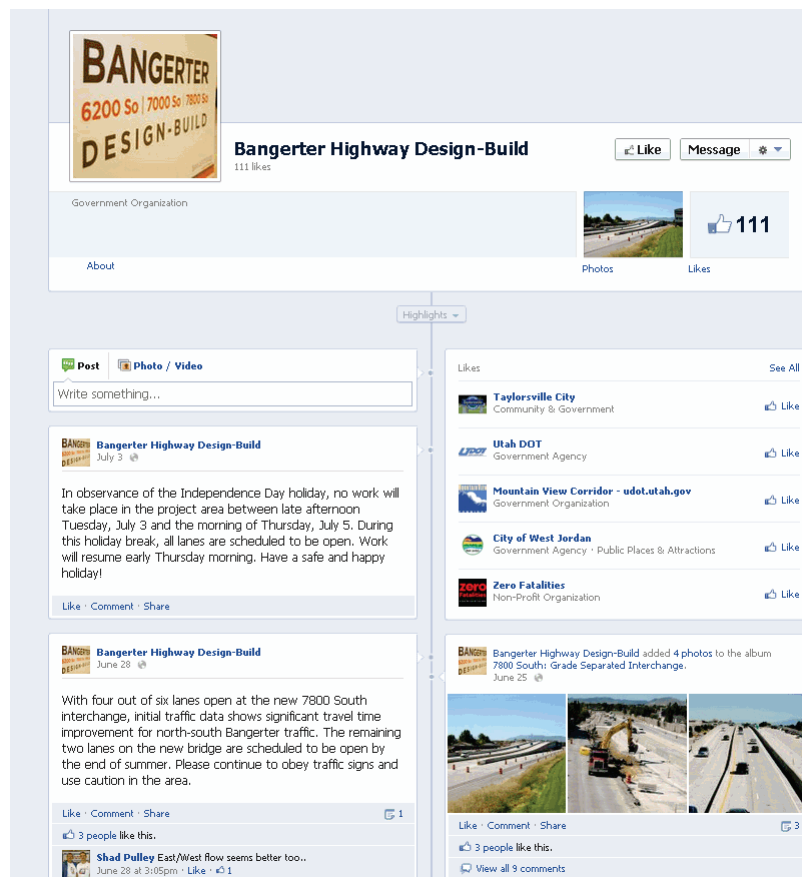 BANGERTER
6200 So | 7000 So | 7800 So
DESIGN-BUILD
Bangerter Highway Design-Build
111 likes
Like
Message
Government Organization
111
About
Photos
Likes
Highlights
Post
Photo / Video
Write something...
Bangerter Highway Design-Build
July 3
In observance of the Independence Day holiday, no work will
take place in the project area between late afternoon
Tuesday, July 3 and the morning of Thursday, July 5. During
this holiday break, all lanes are scheduled to be open. Work
will resume early Thursday morning. Have a safe and happy
holiday!
Like · Comment · Share
Bangerter Highway Design-Build
June 28
With four out of six lanes open at the new 7800 South
interchange, initial traffic data shows significant travel time
improvement for north-south Bangerter traffic. The remaining
two lanes on the new bridge are scheduled to be open by
the end of summer. Please continue to obey traffic signs and
use caution in the area.
Like · Comment · Share 1
3 people like this.
Shad Pulley East/West flow seems better too..
June 28 at 3:05pm · Like · 1
Likes See All
Taylorsville City
Community & Government
Like
UDOT
Utah DOT
Government Agency
Like
Mountain View Corridor - udot.utah.gov
Government Organization
Like
City of West Jordan
Government Agency · Public Places & Attractions
Like
zero
Fatalities
Zero Fatalities
Non-Profit Organization
Like
Bangerter Highway Design-Build added 4 photos to the album
7800 South: Grade Separated Interchange.
June 25
Like · Comment · Share 3
3 people like this.
View all 9 comments